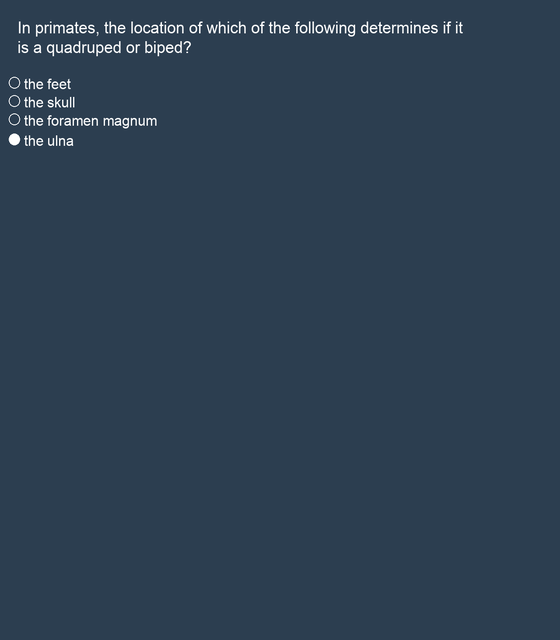 In primates, the location of which of the following determines if it
is a quadruped or biped?
the feet
the skull
the foramen magnum
the ulna